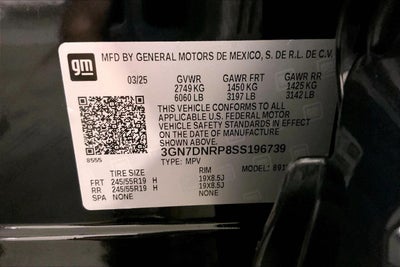 gm
MFD BY GENERAL MOTORS DE MEXICO, S. DE R.L. DE C.V.
03/25 GVWR GAWR FRT GAWR RR
2749 KG 1450 KG 1425 KG
6060 LB 3197 LB 3142 LB
THIS VEHICLE CONFORMS TO ALL
APPLICABLE U.S. FEDERAL MOTOR
VEHICLE SAFETY
STANDARDS IN EFFECT ON THE DATE OF
MANUFACTURE SHOWN ABOVE.
3GN7DNRP8SS196739
8555 TYPE: MPV MODEL:
TIRE SIZE RIM
FRT 245/55R19 H 19X8.5J
RR 245/55R19 H 19X8.5J
SPA NONE NONE